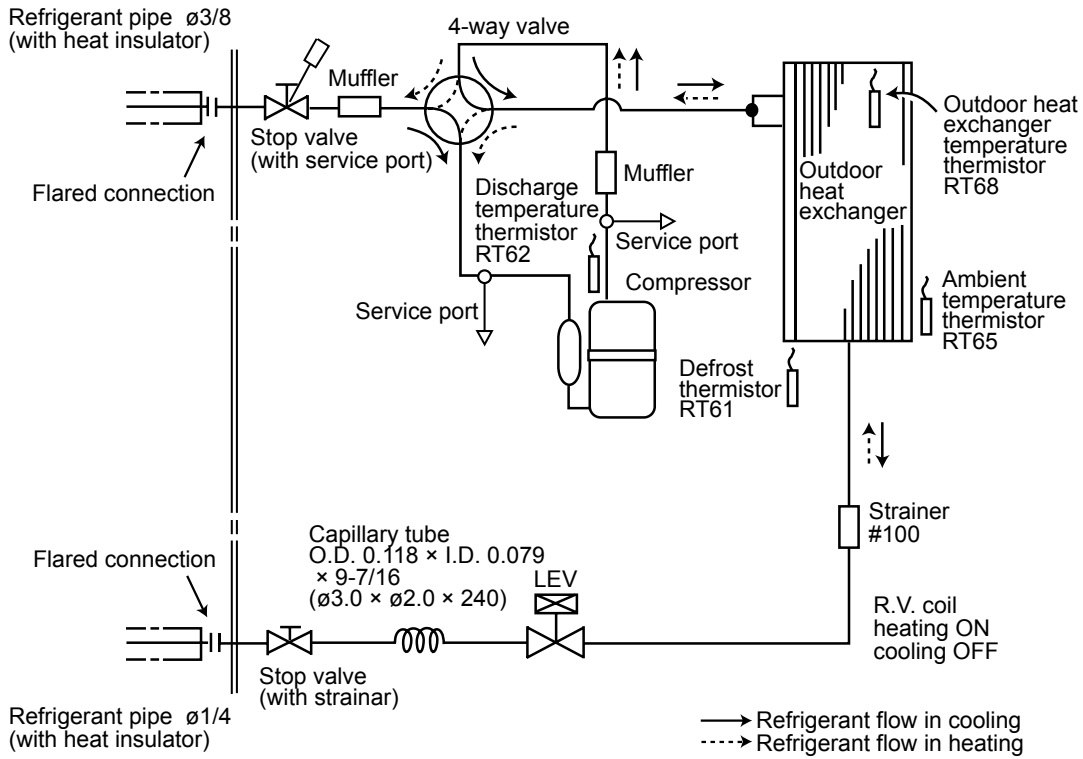 Refrigerant pipe ø3/8
(with heat insulator)
4-way valve
Muffler
Stop valve
(with service port)
Flared connection
Outdoor heat
exchanger
temperature
thermistor
RT68
Outdoor
heat
exchanger
Muffler
Discharge
temperature
thermistor
RT62
Service port
Compressor
Service port
Ambient
temperature
thermistor
RT65
Defrost
thermistor
RT61
Strainer
#100
Capillary tube
O.D. 0.118 × I.D. 0.079
× 9-7/16
(ø3.0 × ø2.0 × 240)
LEV
Flared connection
R.V. coil
heating ON
cooling OFF
Stop valve
(with strainar)
Refrigerant pipe ø1/4
(with heat insulator)
Refrigerant flow in cooling
Refrigerant flow in heating